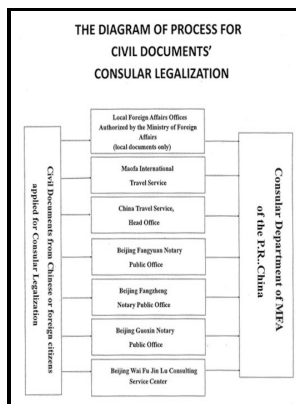 THE DIAGRAM OF PROCESS FOR
CIVIL DOCUMENTS'
CONSULAR LEGALIZATION
Civil Documents from Chinese or foreign citizens
applied for Consular Legalization
Local Foreign Affairs Offices
Authorized by the Ministry of Foreign
Affairs
(local documents only)
Maofa International
Travel Service
China Travel Service,
Head Office
Beijing Fangyuan Notary
Public Office
Beijing Fangzheng
Notary Public Office
Beijing Guoxin Notary
Public Office
Beijing Wai Fu Jin Lu Consulting
Service Center
Consular Department of MFA
of the P.R..China